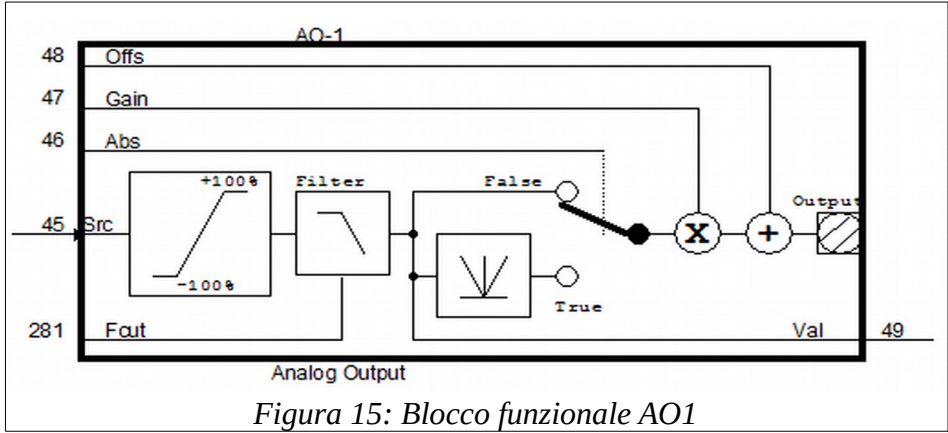 AO-1
48 Offs
47 Gain
46 Abs
+100% Filter False
Output
45 Src X +
-100%
True
281 Fcut Val 49
Analog Output
Figura 15: Blocco funzionale AO1